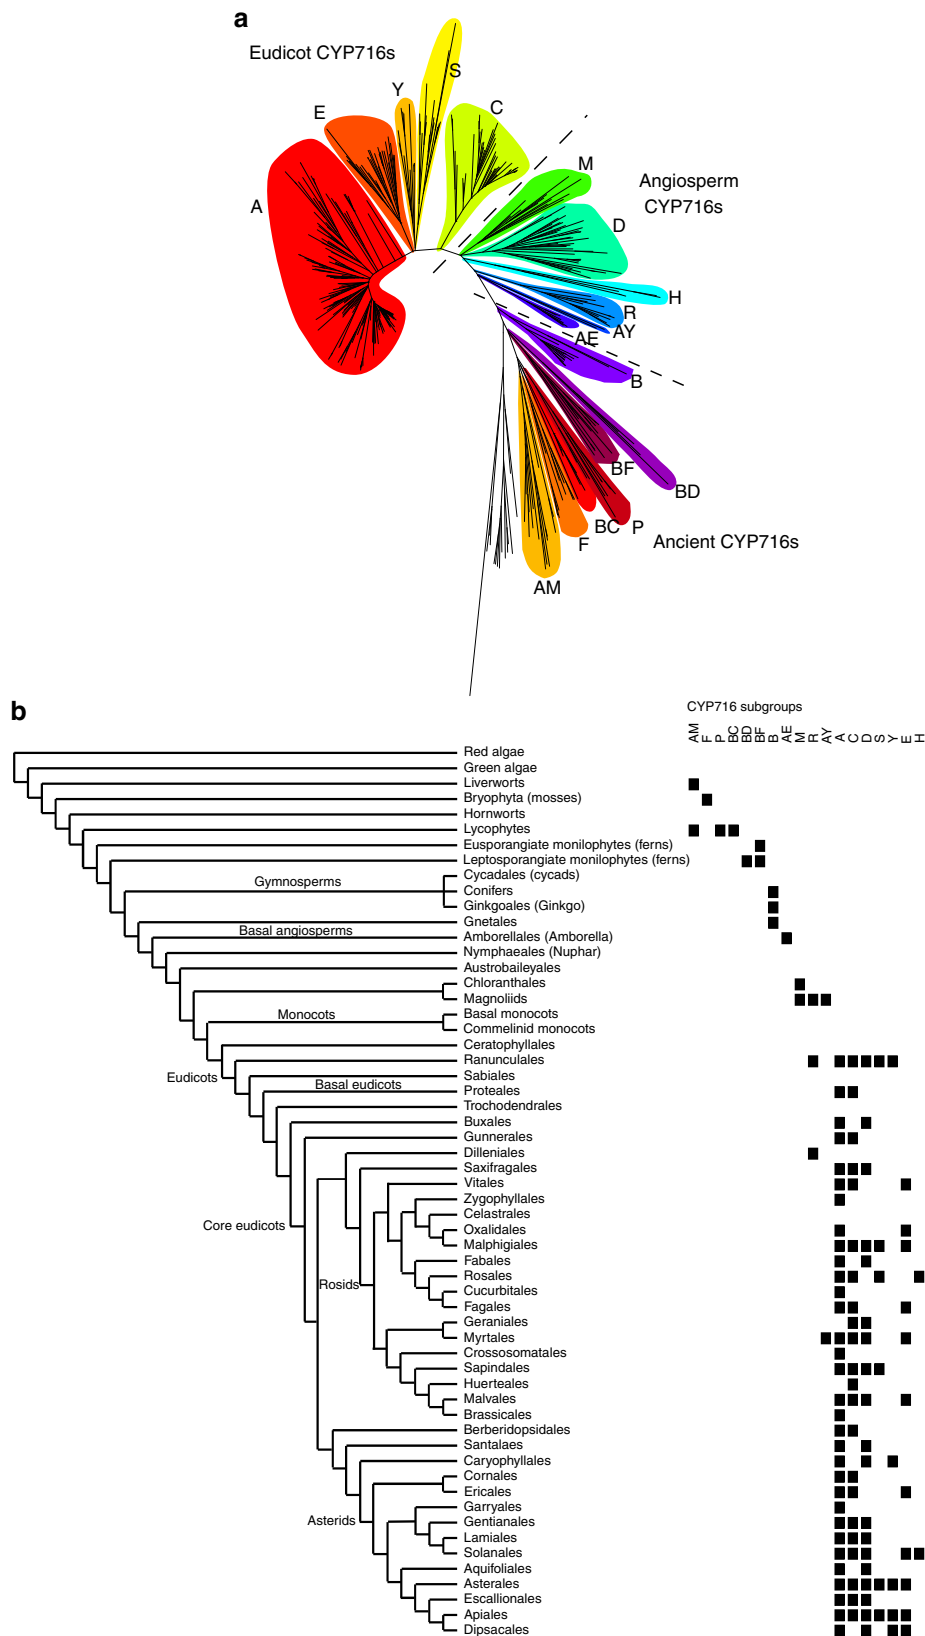 a
Eudicot CYP716s
S
Y
E
C
M
Angiosperm
CYP716s
A
D
H
R
AY
AE
B
BF
BD
BC
P
F
Ancient CYP716s
AM
b
CYP716 subgroups
AM F P BC BD BF B AE M R AY A C D S Y E H
Red algae
Green algae
Liverworts
Bryophyta (mosses)
Hornworts
Lycophytes
Eusporangiate monilophytes (ferns)
Leptosporangiate monilophytes (ferns)
Cycadales (cycads)
Gymnosperms
Conifers
Ginkgoales (Ginkgo)
Gnetales
Basal angiosperms
Amborellales (Amborella)
Nymphaeales (Nuphar)
Austrobaileyales
Chloranthales
Magnoliids
Monocots
Basal monocots
Commelinid monocots
Ceratophyllales
Ranunculales
Eudicots
Sabiales
Basal eudicots
Proteales
Trochodendrales
Buxales
Gunnerales
Dilleniales
Saxifragales
Vitales
Zygophyllales
Celastrales
Core eudicots
Oxalidales
Malphigiales
Fabales
Rosales
Rosids
Cucurbitales
Fagales
Geraniales
Myrtales
Crossosomatales
Sapindales
Huerteales
Malvales
Brassicales
Berberidopsidales
Santalaes
Caryophyllales
Cornales
Ericales
Garryales
Asterids
Gentianales
Lamiales
Solanales
Aquifoliales
Asterales
Escallionales
Apiales
Dipsacales